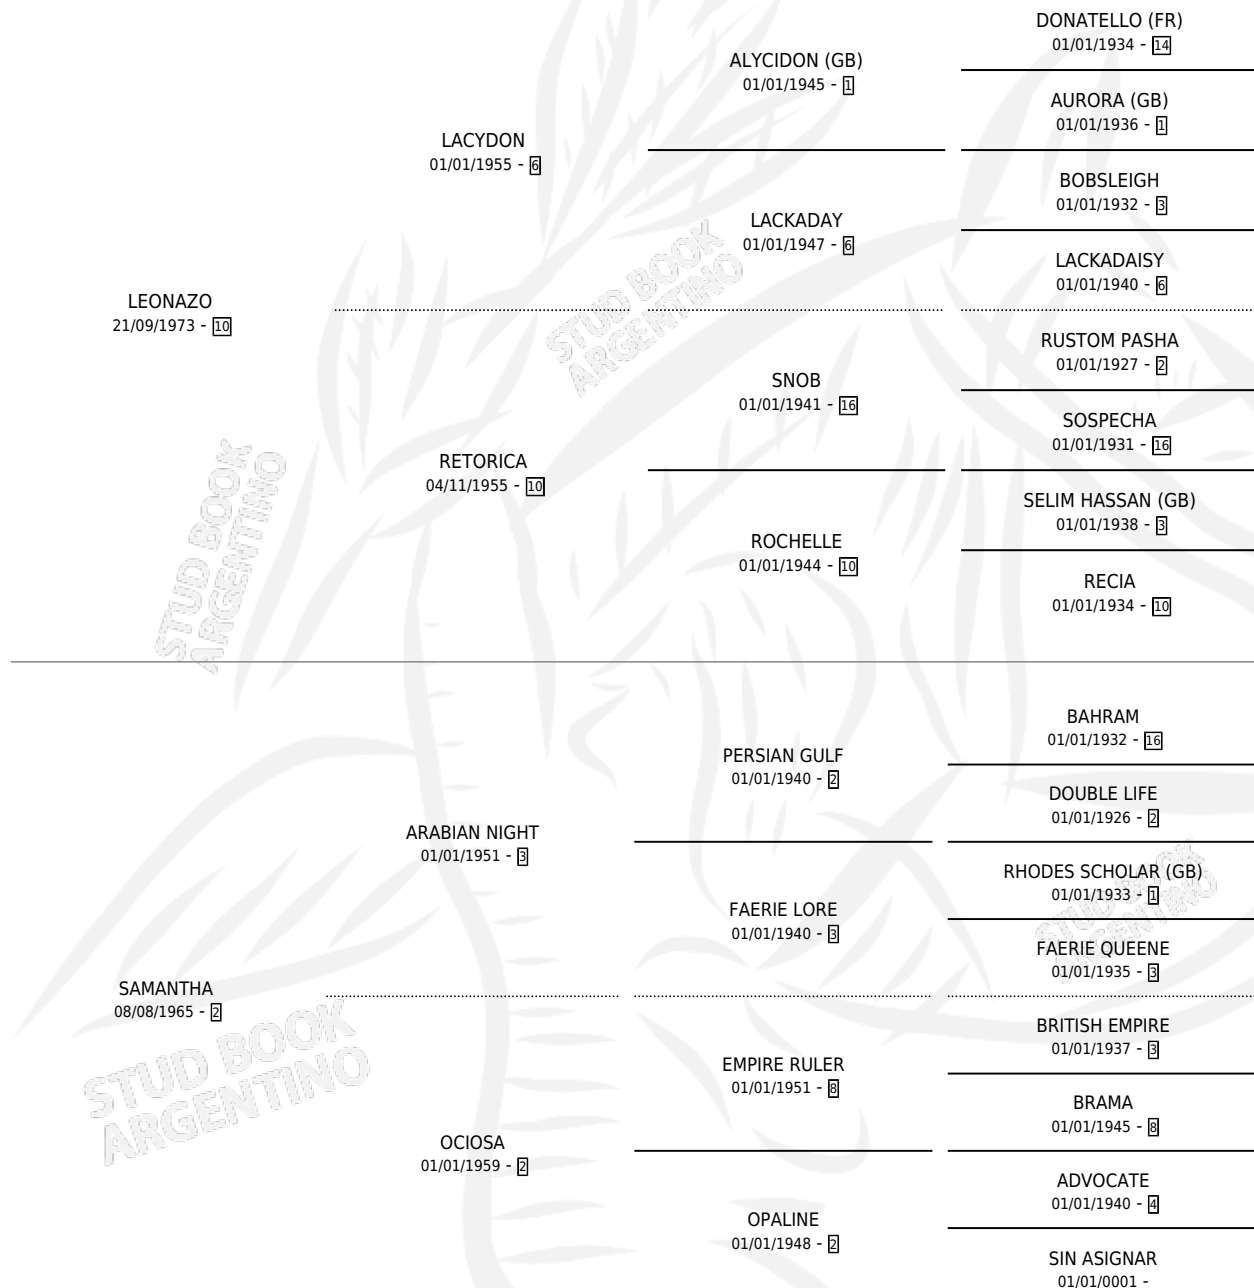 DONATELLO (FR)
01/01/1934 - 14
ALYCIDON (GB)
01/01/1945 - 1
AURORA (GB)
01/01/1936 - 1
LACYDON
01/01/1955 - 6
BOBSLEIGH
01/01/1932 - 3
LACKADAY
01/01/1947 - 6
LACKADAISY
01/01/1940 - 6
LEONAZO
21/09/1973 - 10
STUD BOOK
ARGENTINO
RUSTOM PASHA
01/01/1927 - 2
SNOB
01/01/1941 - 16
SOSPECHA
01/01/1931 - 16
RETORICA
04/11/1955 - 10
SELIM HASSAN (GB)
01/01/1938 - 3
ROCHELLE
01/01/1944 - 10
RECIA
01/01/1934 - 10
STUD BOOK
ARGENTINO
BAHRAM
01/01/1932 - 16
PERSIAN GULF
01/01/1940 - 2
DOUBLE LIFE
01/01/1926 - 2
ARABIAN NIGHT
01/01/1951 - 3
RHODES SCHOLAR (GB)
01/01/1933 - 1
FAERIE LORE
01/01/1940 - 3
FAERIE QUEENE
01/01/1935 - 3
STUD BOOK
ARGENTINO
SAMANTHA
08/08/1965 - 2
BRITISH EMPIRE
01/01/1937 - 3
EMPIRE RULER
01/01/1951 - 8
BRAMA
01/01/1945 - 8
STUD BOOK
ARGENTINO
OCIOSA
01/01/1959 - 2
ADVOCATE
01/01/1940 - 4
OPALINE
01/01/1948 - 2
SIN ASIGNAR
01/01/0001 -